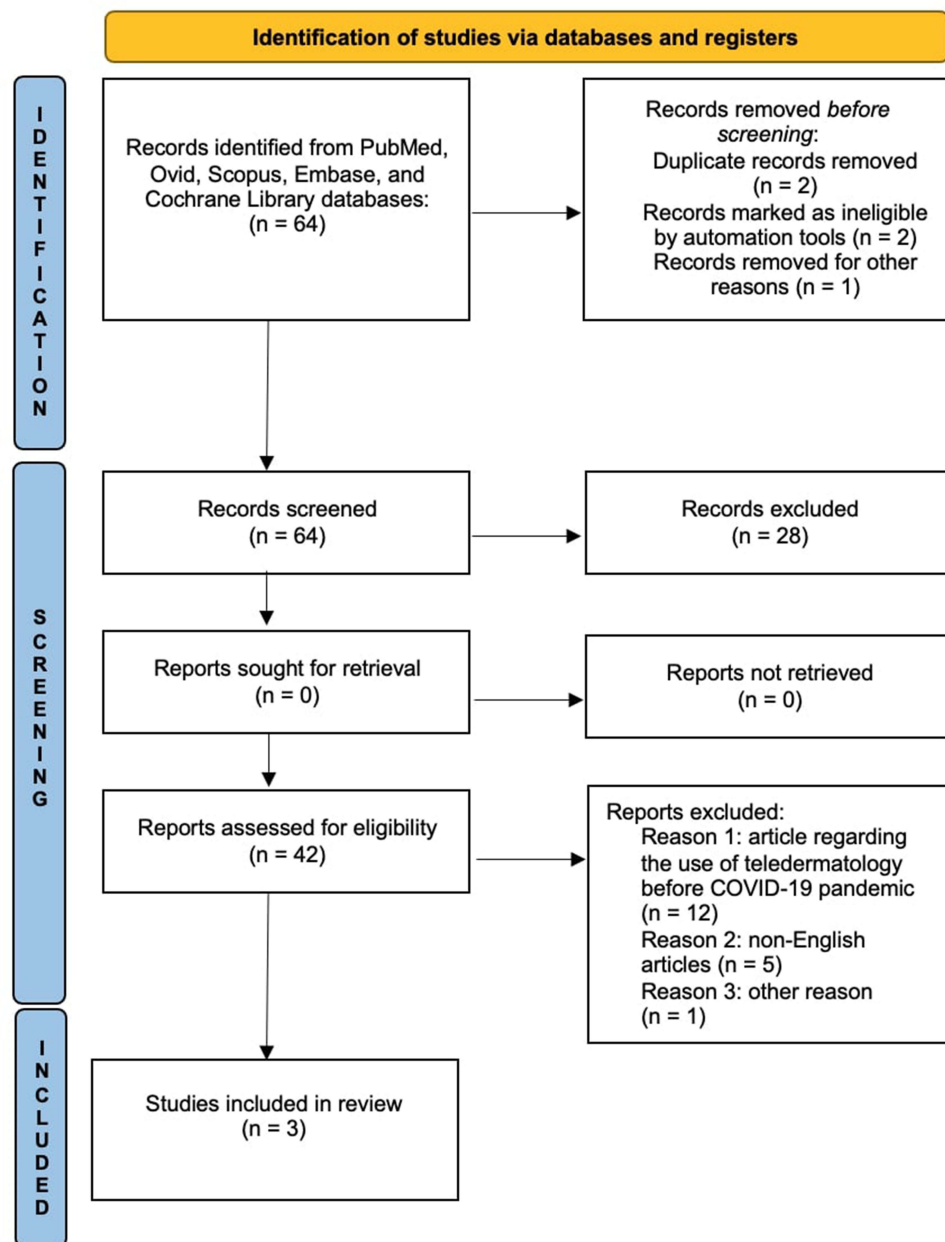 Identification of studies via databases and registers
IDENTIFICATION
Records identified from PubMed,
Ovid, Scopus, Embase, and
Cochrane Library databases:
(n = 64)
Records removed before
screening:
Duplicate records removed
(n = 2)
Records marked as ineligible
by automation tools (n = 2)
Records removed for other
reasons (n = 1)
SCREENING
Records screened
(n = 64)
Records excluded
(n = 28)
Reports sought for retrieval
(n = 0)
Reports not retrieved
(n = 0)
Reports assessed for eligibility
(n = 42)
Reports excluded:
Reason 1: article regarding
the use of teledermatology
before COVID-19 pandemic
(n = 12)
Reason 2: non-English
articles (n = 5)
Reason 3: other reason
(n = 1)
INCLUDED
Studies included in review
(n = 3)